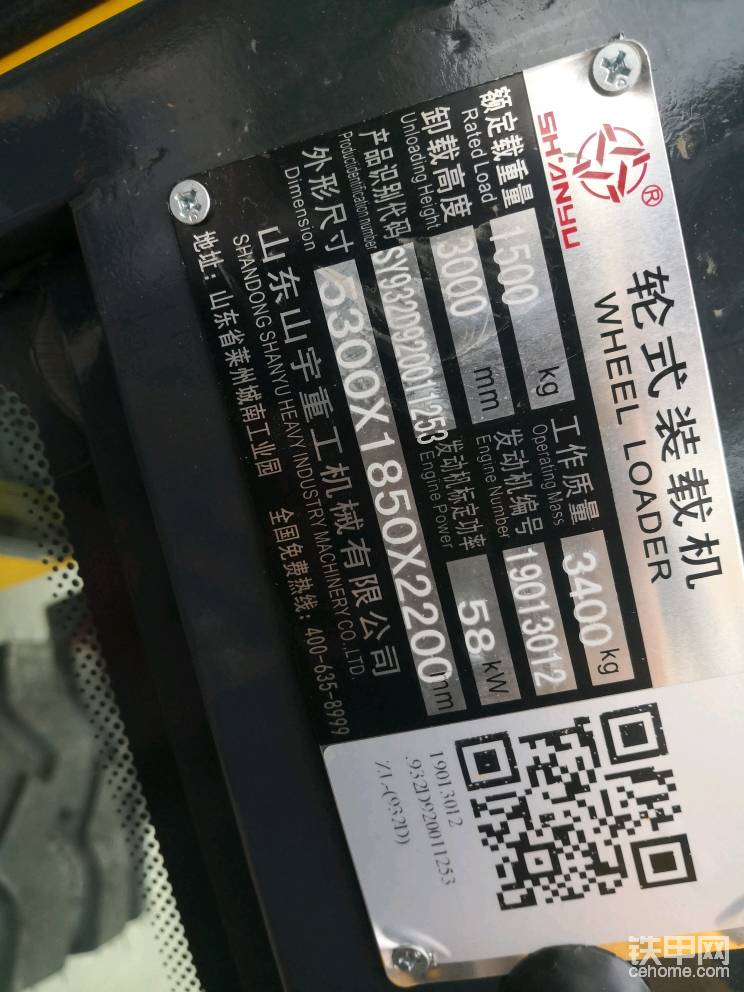 SHANYU
®
轮式装载机
WHEEL LOADER
额定载重量
Rated Load
1500
kg
工作质量
Operating Mass
3400
kg
卸载高度
Unloading Height
3000
mm
发动机编号
Engine Number
19013012
产品识别代码
Productidentification number
SY932D920011253
发动机标定功率
Engine Power
58
kW
外形尺寸
Dimension
5300X1850X2200
mm
山东山宇重工机械有限公司
SHANDONG SHANYU HEAVY INDUSTRY MACHINERY CO.,LTD.
地址：山东省莱州城南工业园 全国免费热线：400-635-8999
19013012
.932D920011253
ZL-(932D)
铁甲网
cehome.com